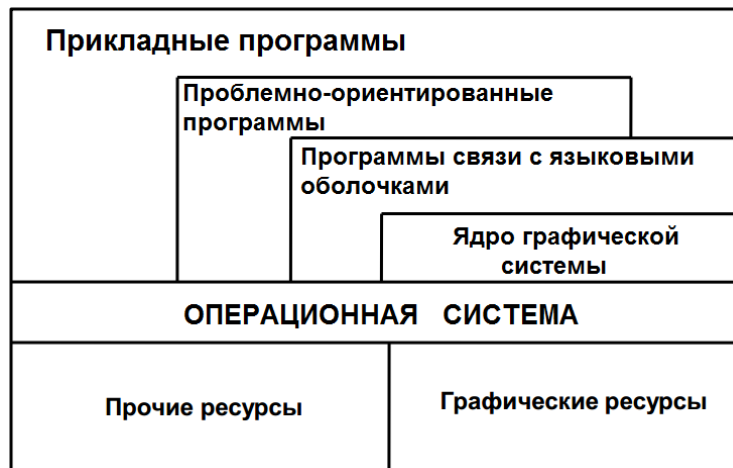 Прикладные программы
Проблемно-ориентированные
программы
Программы связи с языковыми
оболочками
Ядро графической
системы
ОПЕРАЦИОННАЯ СИСТЕМА
Прочие ресурсы
Графические ресурсы